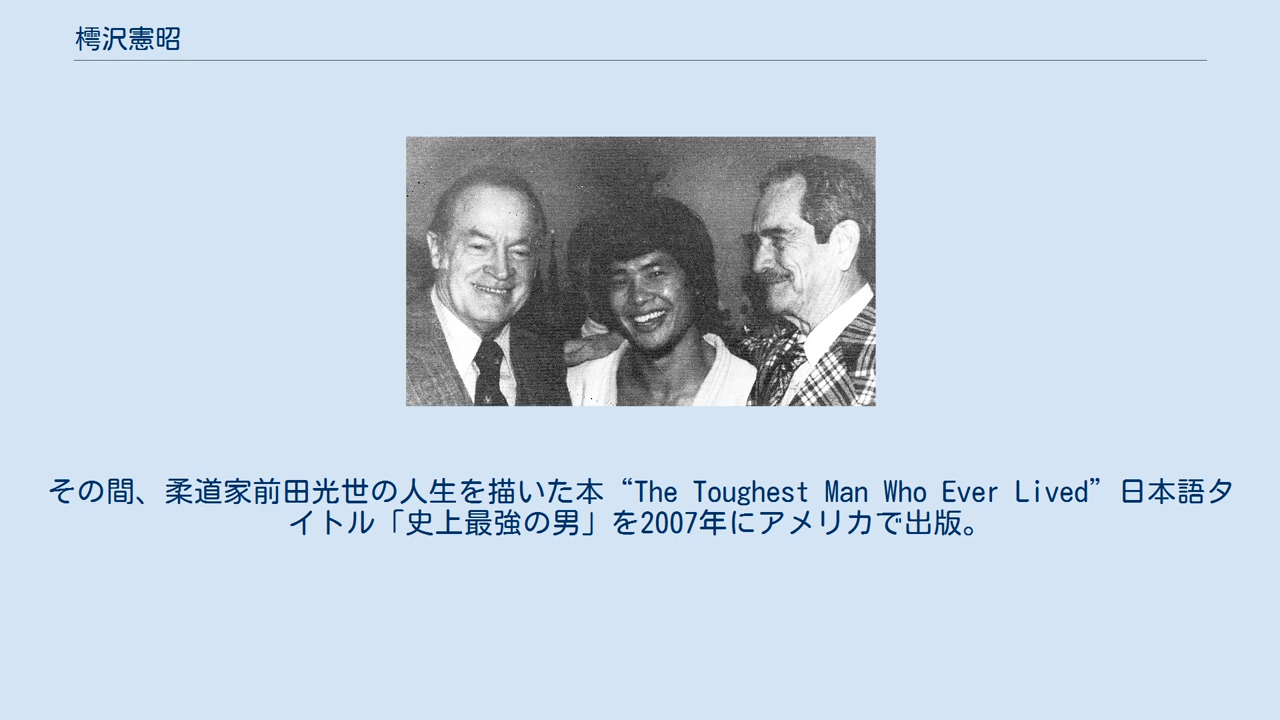 樗沢憲昭
その間、柔道家前田光世の人生を描いた本“The Toughest Man Who Ever Lived”日本語タ
イトル「史上最強の男」を2007年にアメリカで出版。